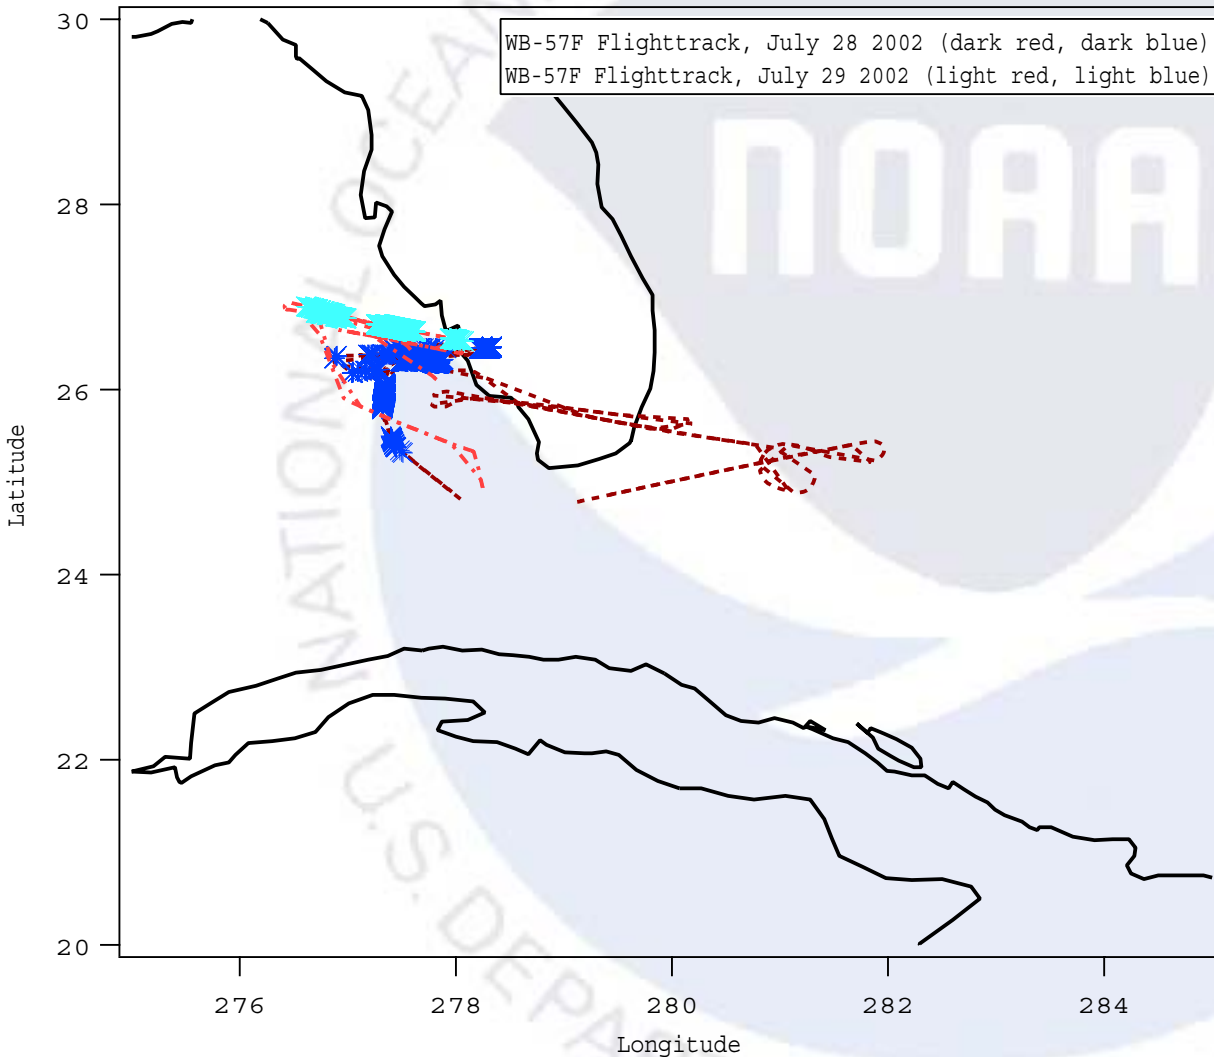 WB-57F Flighttrack, July 28 2002 (dark red, dark blue)
WB-57F Flighttrack, July 29 2002 (light red, light blue)
NOAA
NATIONAL OCEAN
U.S. DEPAR
30
28
26
24
22
20
Latitude
276
278
280
282
284
Longitude